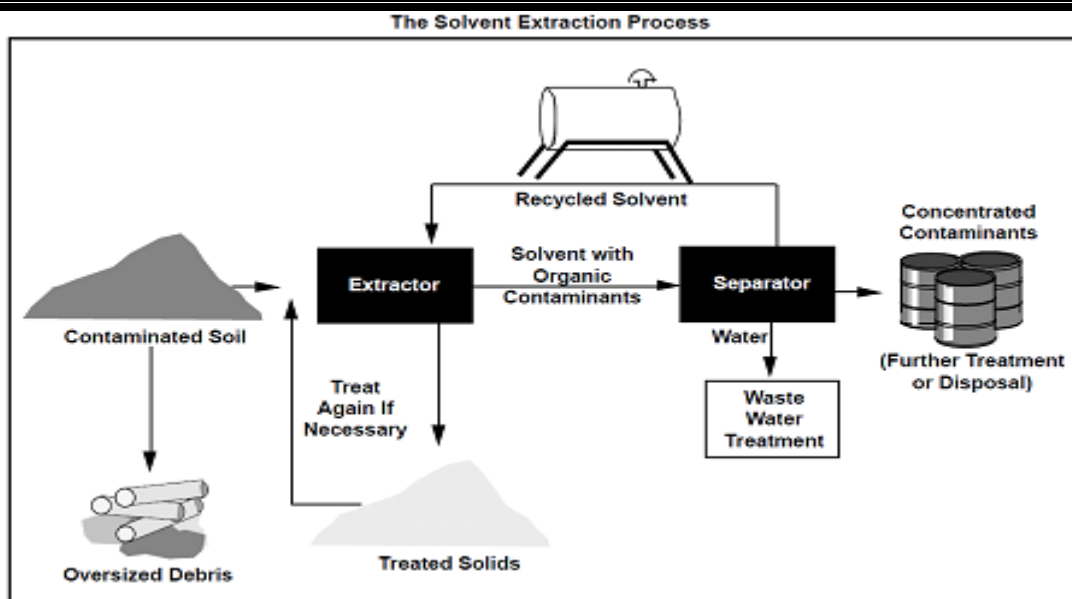 The Solvent Extraction Process
Recycled Solvent
Concentrated
Contaminants
Solvent with
Organic
Contaminants
Extractor
Separator
Contaminated Soil
Water
(Further Treatment
or Disposal)
Treat
Again If
Necessary
Waste
Water
Treatment
Treated Solids
Oversized Debris